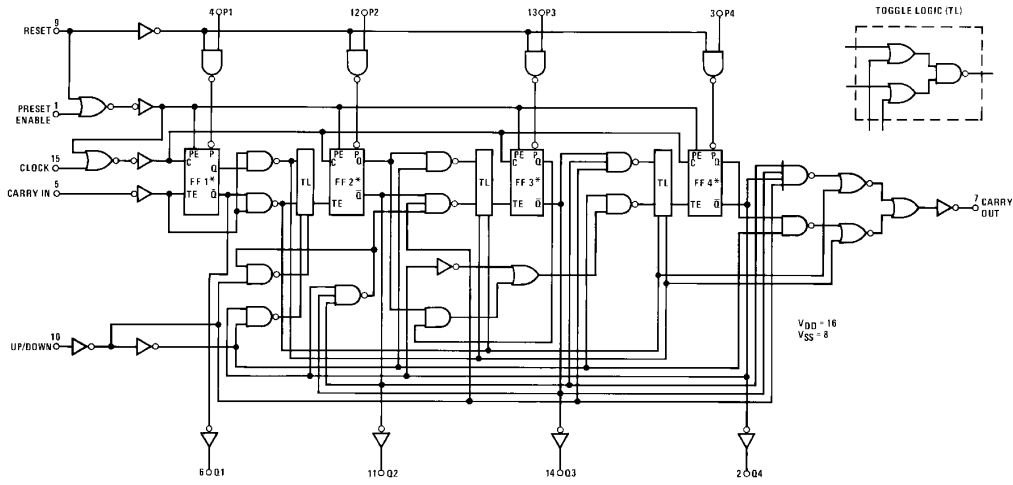 4 P1
12 P2
13 P3
3 P4
TOGGLE LOGIC (TL)
RESET 9
PRESET ENABLE 1
CLOCK 15
CARRY IN 5
PE P
C Q
FF 1*
TE Q̅
TL
PE P
C Q
FF 2*
TE Q̅
TL
PE P
C Q
FF 3*
TE Q̅
TL
PE P
C Q
FF 4*
TE Q̅
7 CARRY OUT
UP/DOWN 10
VDD = 16
VSS = 8
6 Q1
11 Q2
14 Q3
2 Q4